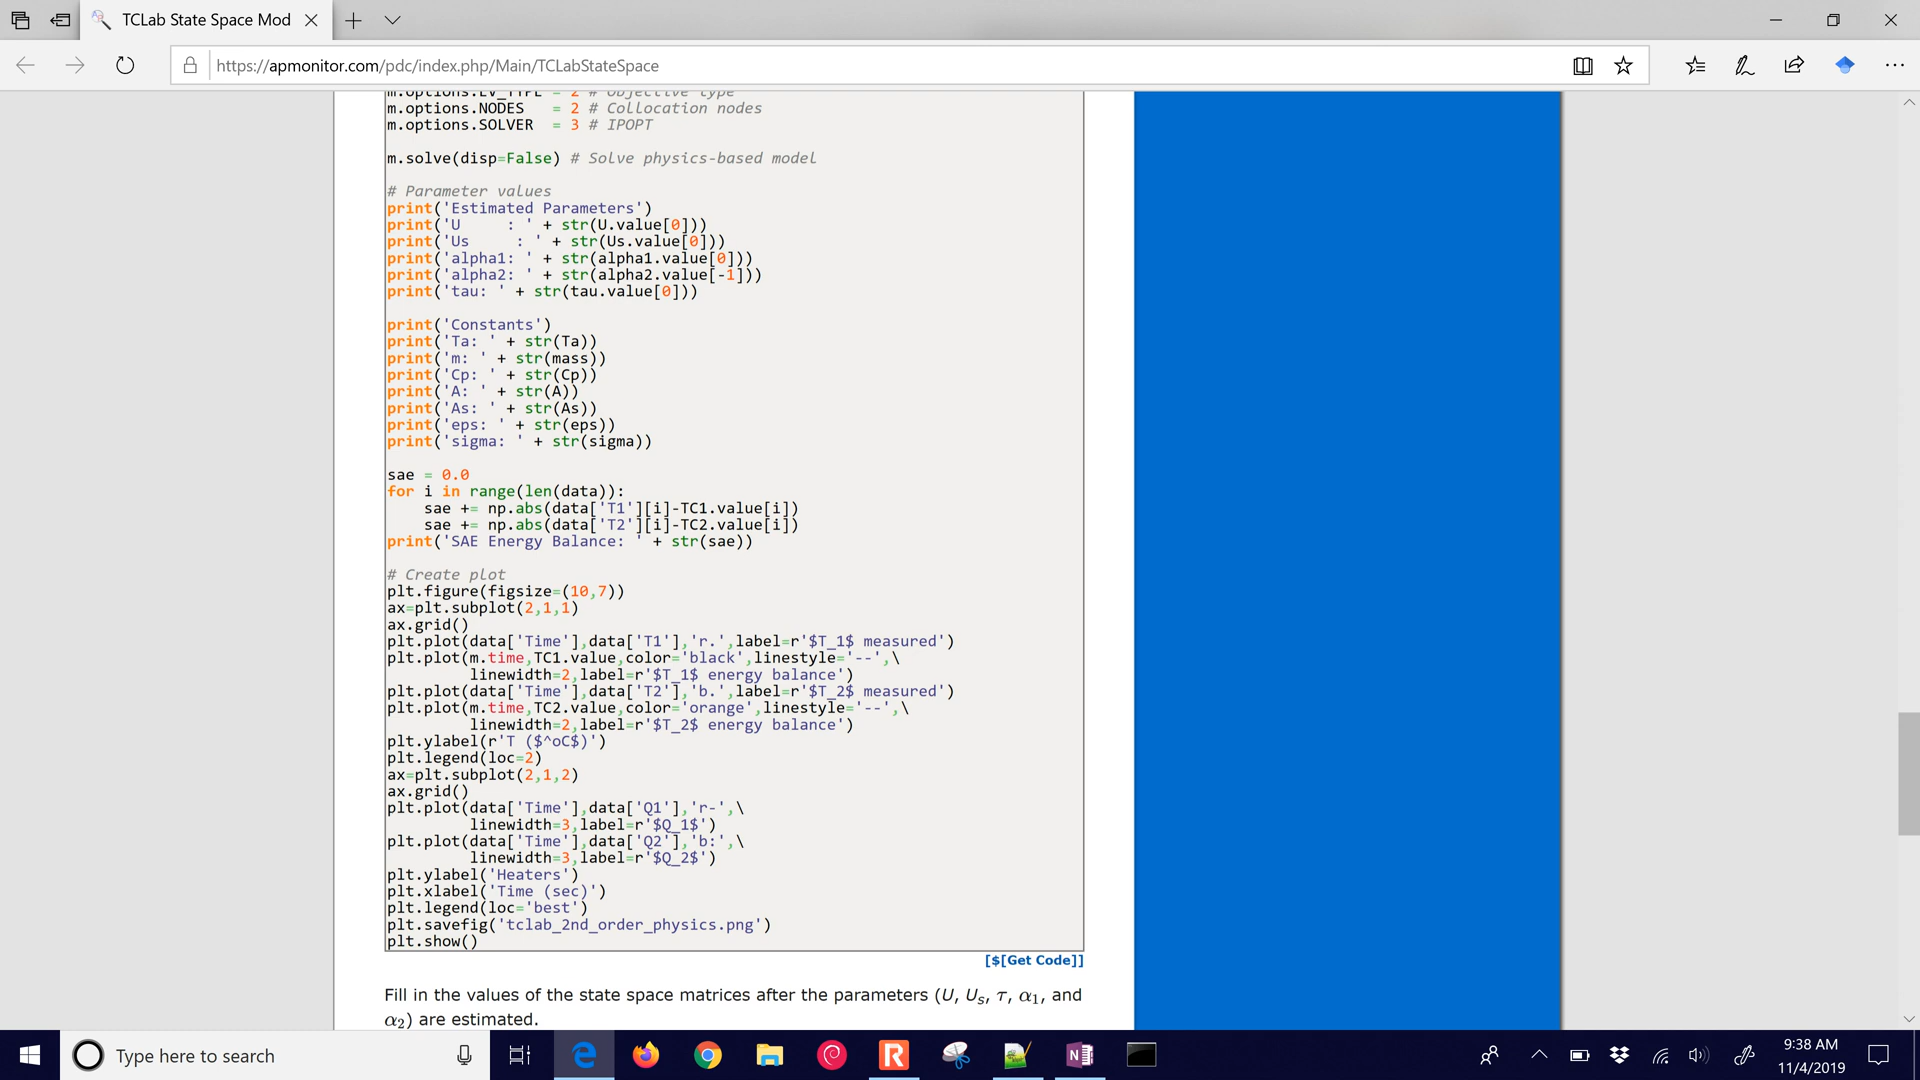 TCLab State Space Mod
https://apmonitor.com/pdc/index.php/Main/TCLabStateSpace
m.options.EV_TYPE = 2 # Objective type
m.options.NODES   = 2 # Collocation nodes
m.options.SOLVER  = 3 # IPOPT
m.solve(disp=False) # Solve physics-based model
# Parameter values
print('Estimated Parameters')
print('U     : ' + str(U.value[0]))
print('Us     : ' + str(Us.value[0]))
print('alpha1: ' + str(alpha1.value[0]))
print('alpha2: ' + str(alpha2.value[-1]))
print('tau: ' + str(tau.value[0]))
print('Constants')
print('Ta: ' + str(Ta))
print('m: ' + str(mass))
print('Cp: ' + str(Cp))
print('A: ' + str(A))
print('As: ' + str(As))
print('eps: ' + str(eps))
print('sigma: ' + str(sigma))
sae = 0.0
for i in range(len(data)):
    sae += np.abs(data['T1'][i]-TC1.value[i])
    sae += np.abs(data['T2'][i]-TC2.value[i])
print('SAE Energy Balance: ' + str(sae))
# Create plot
plt.figure(figsize=(10,7))
ax=plt.subplot(2,1,1)
ax.grid()
plt.plot(data['Time'],data['T1'],'r.',label=r'$T_1$ measured')
plt.plot(m.time,TC1.value,color='black',linestyle='--',\
         linewidth=2,label=r'$T_1$ energy balance')
plt.plot(data['Time'],data['T2'],'b.',label=r'$T_2$ measured')
plt.plot(m.time,TC2.value,color='orange',linestyle='--',\
         linewidth=2,label=r'$T_2$ energy balance')
plt.ylabel(r'T ($^oC$)')
plt.legend(loc=2)
ax=plt.subplot(2,1,2)
ax.grid()
plt.plot(data['Time'],data['Q1'],'r-',\
         linewidth=3,label=r'$Q_1$')
plt.plot(data['Time'],data['Q2'],'b:',\
         linewidth=3,label=r'$Q_2$')
plt.ylabel('Heaters')
plt.xlabel('Time (sec)')
plt.legend(loc='best')
plt.savefig('tclab_2nd_order_physics.png')
plt.show()
[$[Get Code]]
Fill in the values of the state space matrices after the parameters (U, Us, τ, α1, and
α2) are estimated.
Type here to search
9:38 AM
11/4/2019